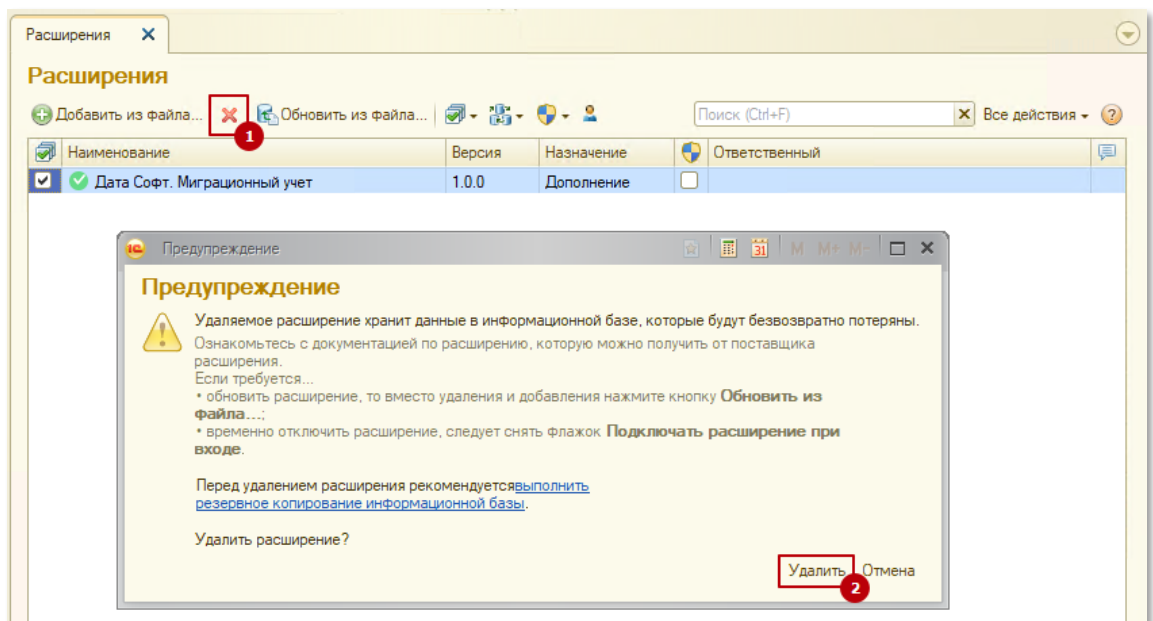 Расширения
Расширения
Добавить из файла... Обновить из файла... Поиск (Ctrl+F) Все действия
1
Наименование Версия Назначение Ответственный
Дата Софт. Миграционный учет 1.0.0 Дополнение
1С Предупреждение 31 M M+ M-
Предупреждение
Удаляемое расширение хранит данные в информационной базе, которые будут безвозвратно потеряны.
Ознакомьтесь с документацией по расширению, которую можно получить от поставщика
расширения.
Если требуется...
• обновить расширение, то вместо удаления и добавления нажмите кнопку Обновить из
файла...;
• временно отключить расширение, следует снять флажок Подключать расширение при
входе.
Перед удалением расширения рекомендуетсявыполнить
резервное копирование информационной базы.
Удалить расширение?
Удалить Отмена
2